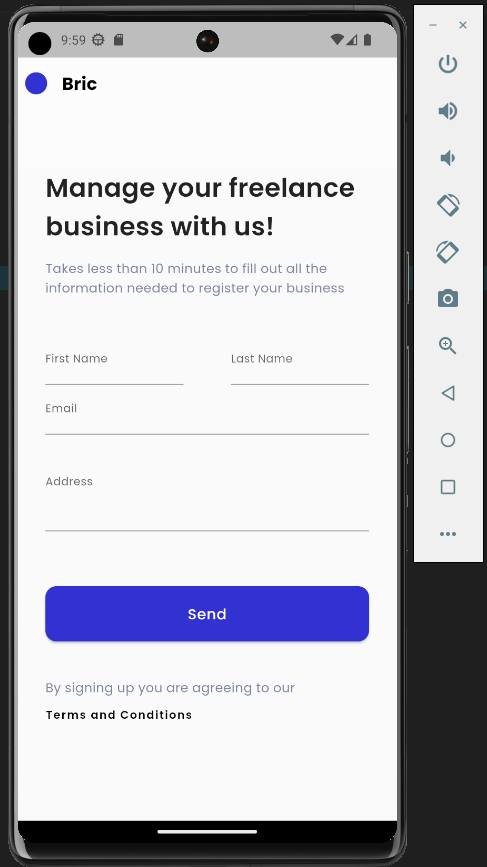 9:59
Bric
Manage your freelance
business with us!
Takes less than 10 minutes to fill out all the
information needed to register your business
First Name Last Name
Email
Address
Send
By signing up you are agreeing to our
Terms and Conditions